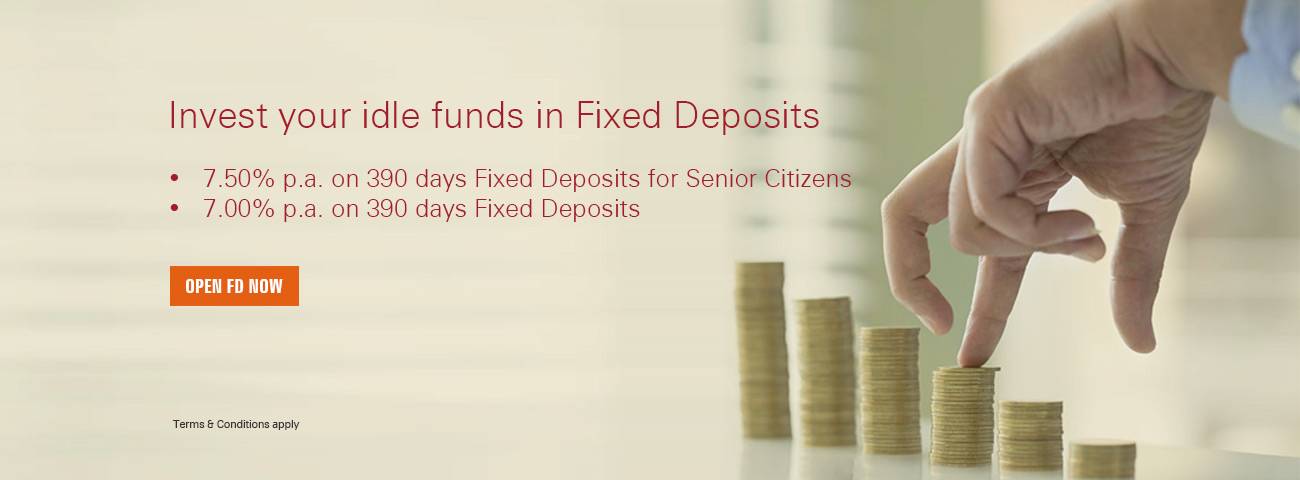 Invest your idle funds in Fixed Deposits
• 7.50% p.a. on 390 days Fixed Deposits for Senior Citizens
• 7.00% p.a. on 390 days Fixed Deposits
OPEN FD NOW
Terms & Conditions apply